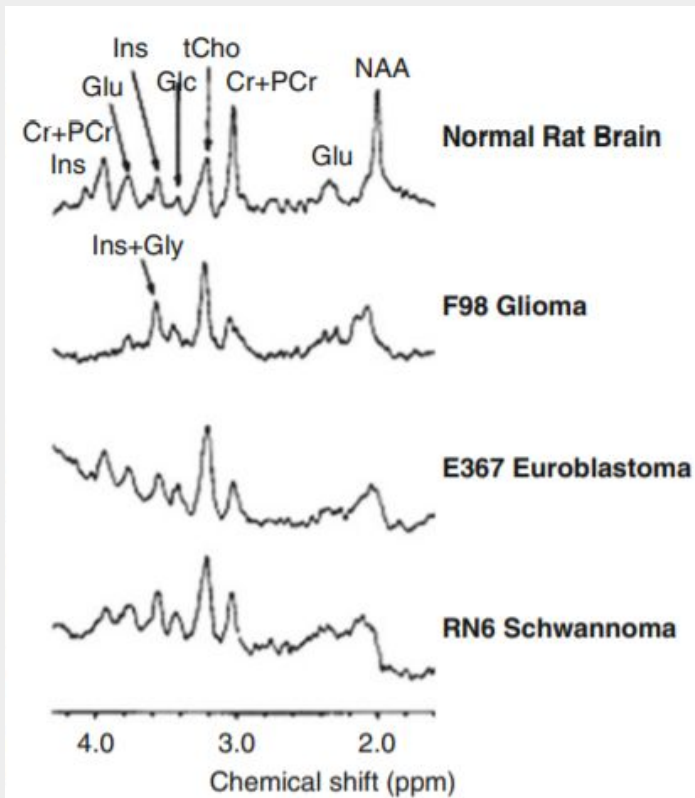 Ins
tCho
Glu
Glc
Cr+PCr
NAA
Cr+PCr
Ins
Glu
Normal Rat Brain
Ins+Gly
F98 Glioma
E367 Euroblastoma
RN6 Schwannoma
4.0
3.0
2.0
Chemical shift (ppm)